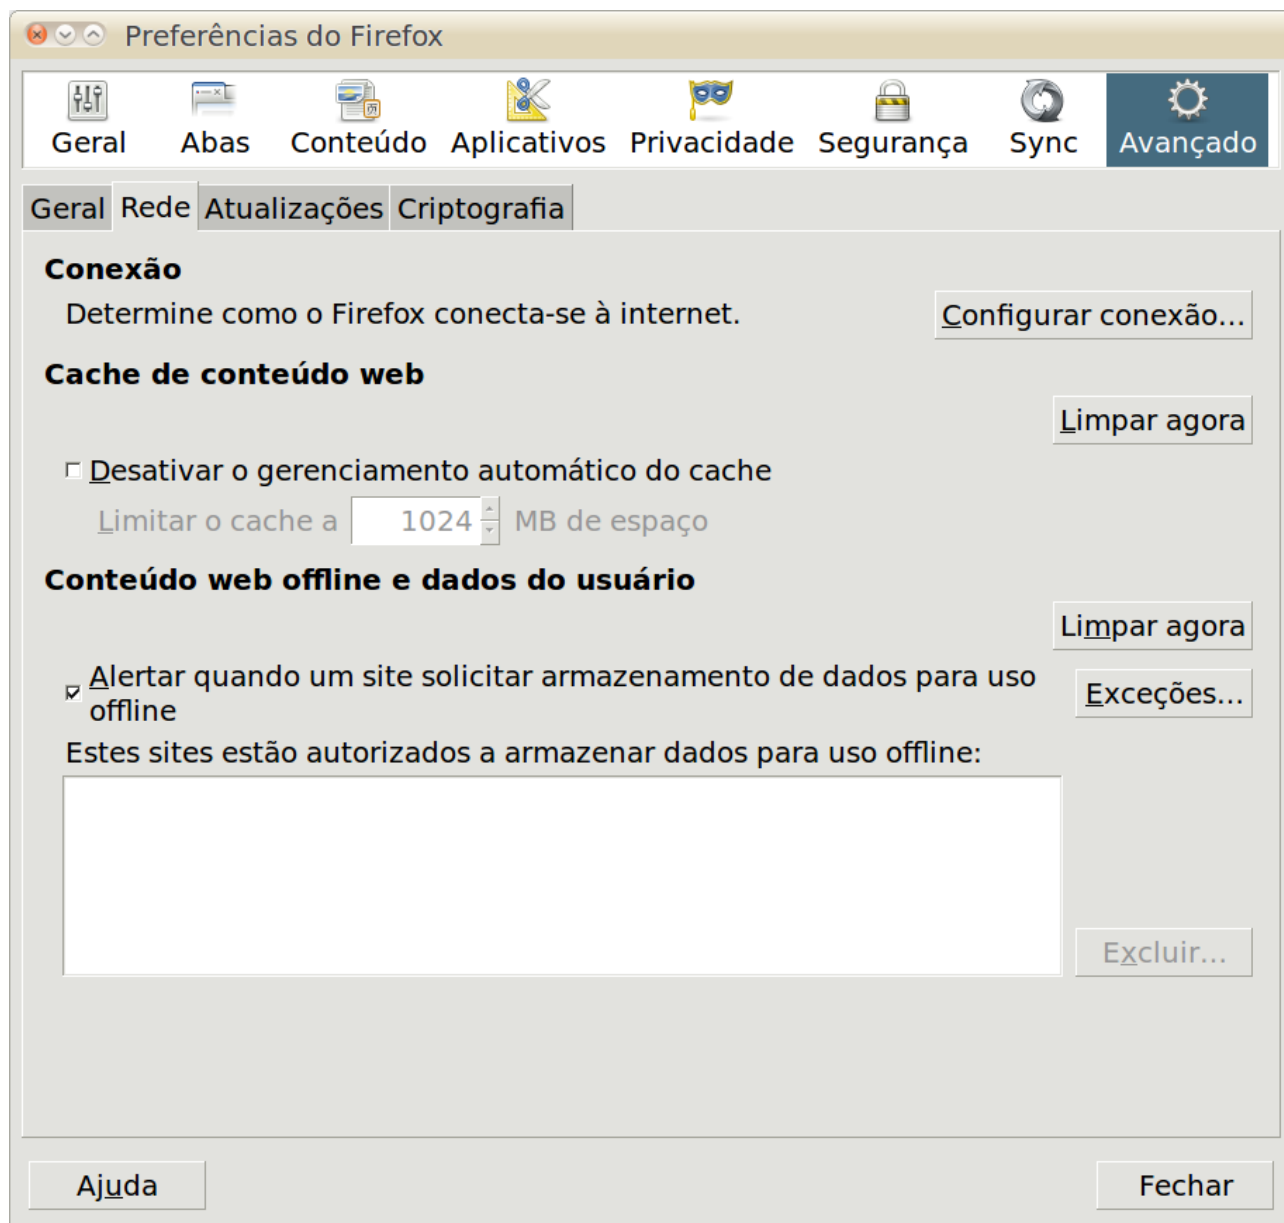 Preferências do Firefox
Geral Abas Conteúdo Aplicativos Privacidade Segurança Sync Avançado
Geral Rede Atualizações Criptografia
Conexão
Determine como o Firefox conecta-se à internet. Configurar conexão...
Cache de conteúdo web
Limpar agora
Desativar o gerenciamento automático do cache
Limitar o cache a 1024 MB de espaço
Conteúdo web offline e dados do usuário
Limpar agora
Alertar quando um site solicitar armazenamento de dados para uso
offline
Exceções...
Estes sites estão autorizados a armazenar dados para uso offline:
Excluir...
Ajuda Fechar